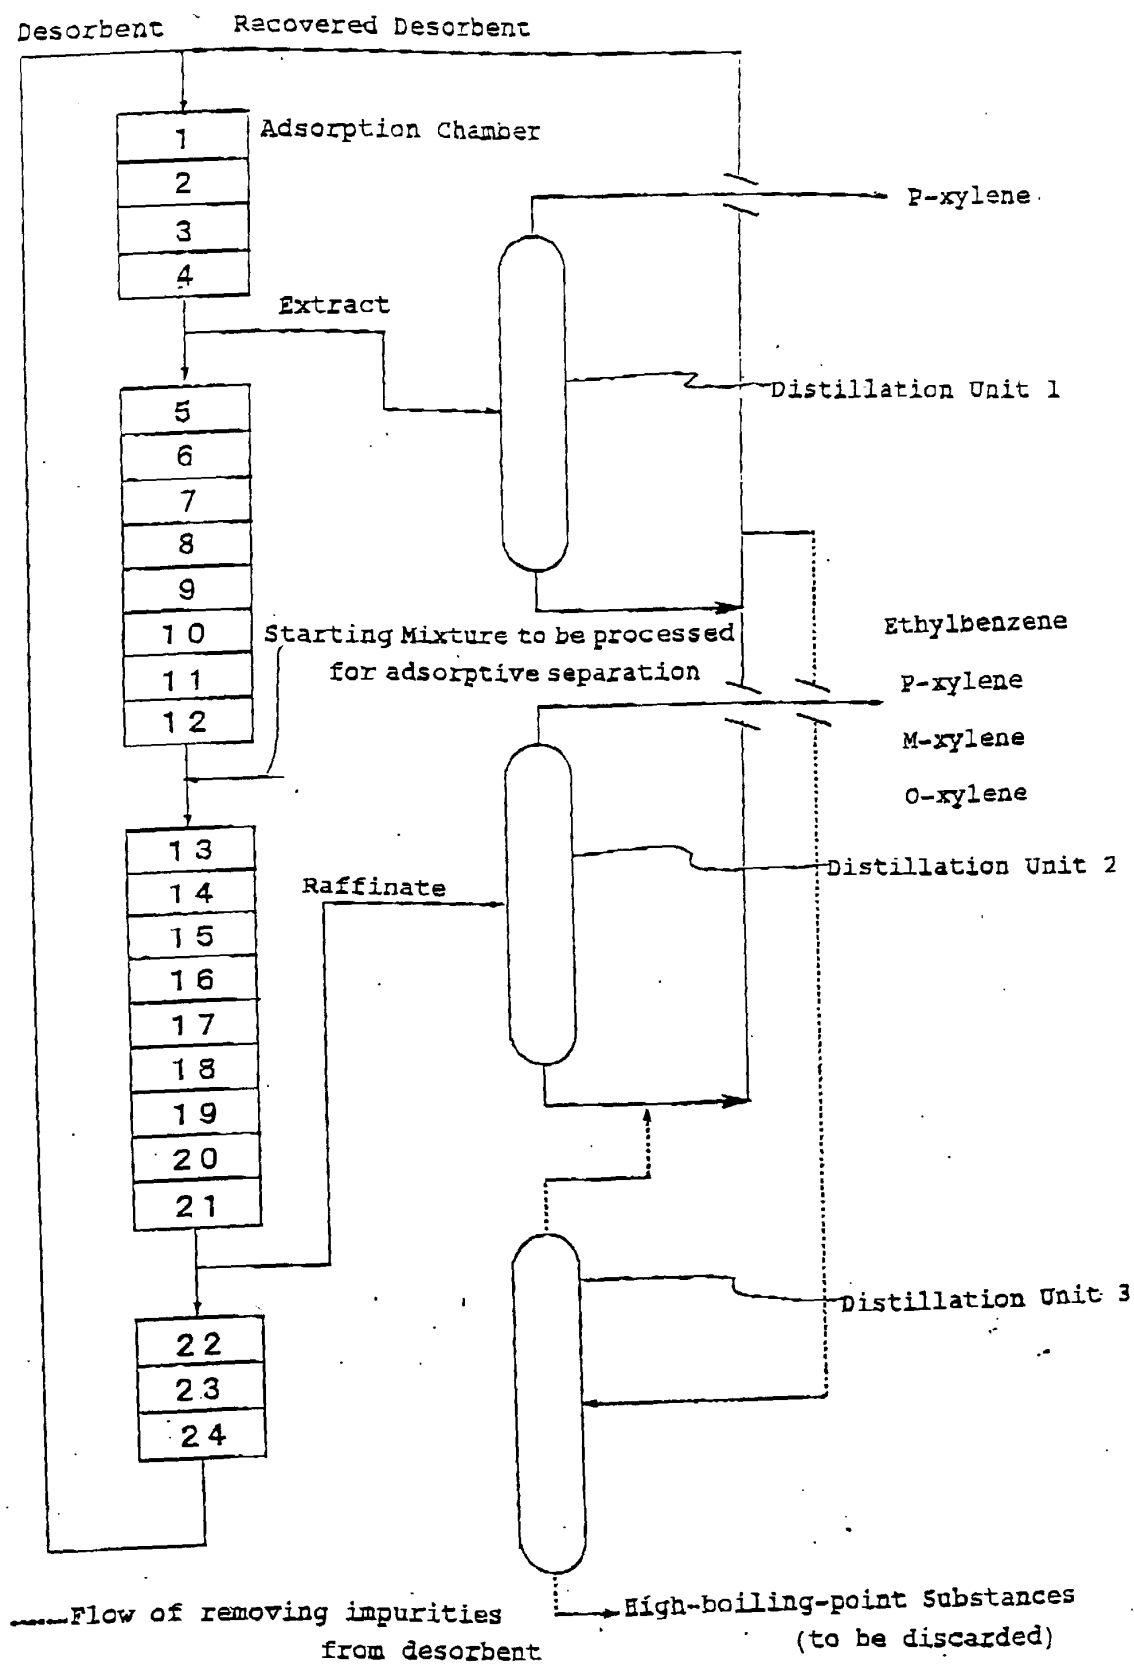 Desorbent Recovered Desorbent
1
Adsorption Chamber
2
3
4
P-xylene
Extract
Distillation Unit 1
5
6
7
8
9
10
11
12
Starting Mixture to be processed
for adsorptive separation
Ethylbenzene
P-xylene
M-xylene
O-xylene
13
14
15
16
17
18
19
20
21
Raffinate
Distillation Unit 2
22
23
24
Distillation Unit 3
Flow of removing impurities
from desorbent
High-boiling-point Substances
(to be discarded)